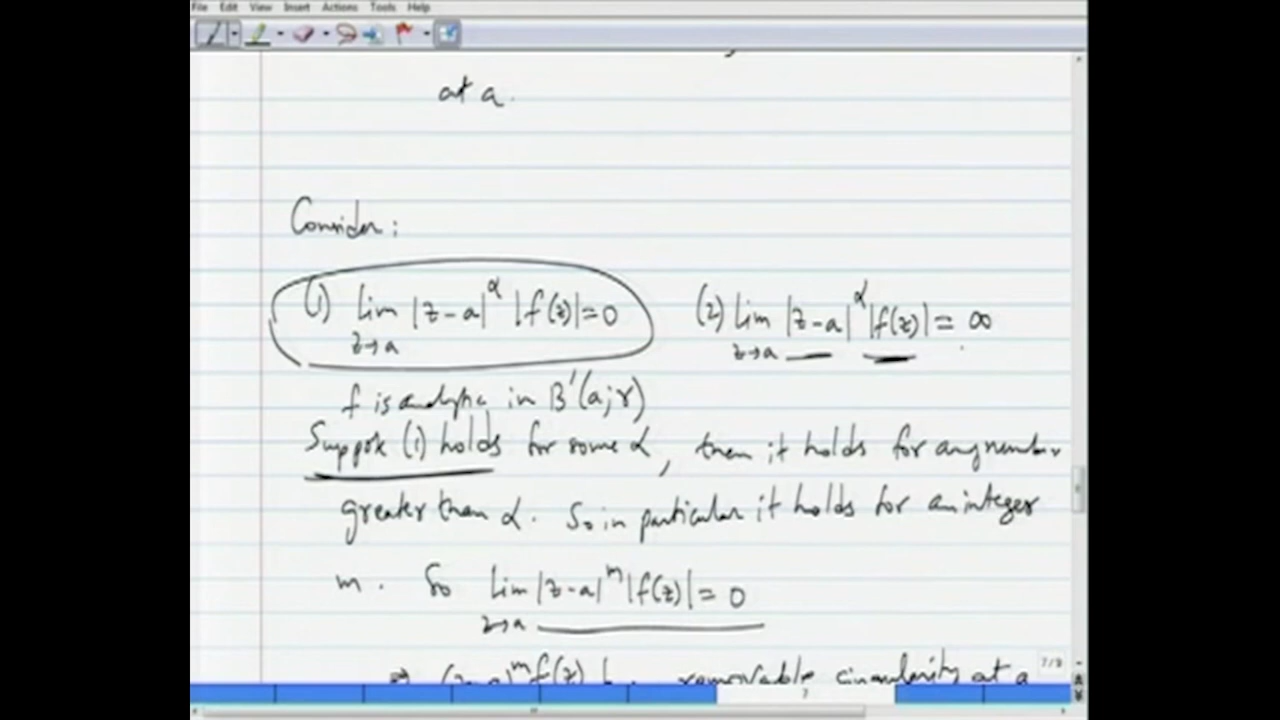 File Edit View Insert Actions Tools Help
at a.
Consider:
(1) lim |z-a|^α |f(z)| = 0 (2) lim |z-a|^α |f(z)| = ∞
z→a z→a
f is analytic in B'(a;r)
Suppose (1) holds for some α, then it holds for any number
greater than α. So in particular it holds for an integer
m. So lim |z-a|^m |f(z)| = 0
z→a
⇒ (z-a)^m f(z) removable singularity at a
7/8
7